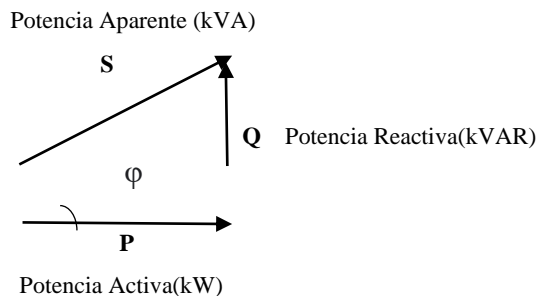 Potencia Aparente (kVA)
S
Q Potencia Reactiva(kVAR)
φ
P
Potencia Activa(kW)